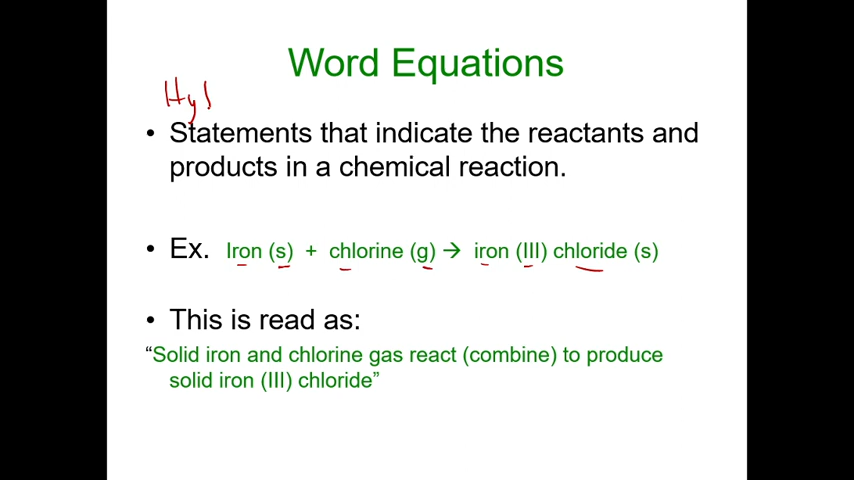 Word Equations
• Statements that indicate the reactants and
products in a chemical reaction.
• Ex. Iron (s) + chlorine (g) → iron (III) chloride (s)
• This is read as:
“Solid iron and chlorine gas react (combine) to produce
solid iron (III) chloride”